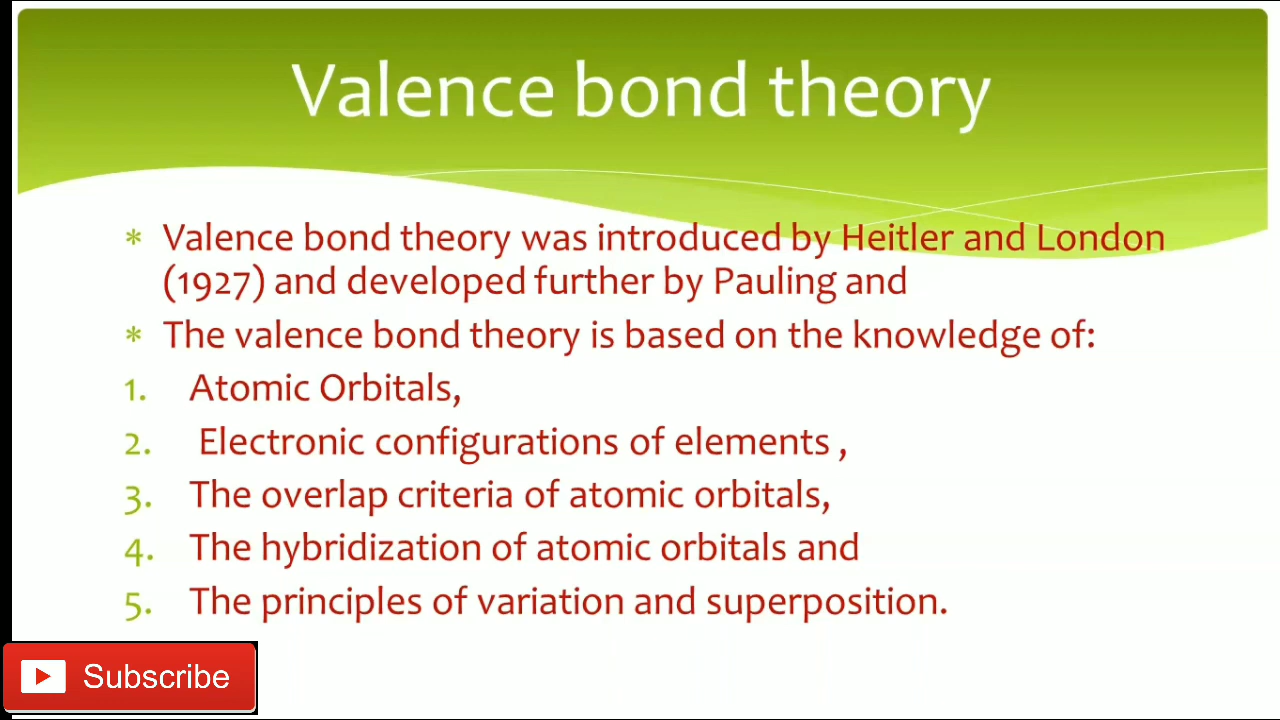 Valence bond theory
* Valence bond theory was introduced by Heitler and London
(1927) and developed further by Pauling and
* The valence bond theory is based on the knowledge of:
1. Atomic Orbitals,
2. Electronic configurations of elements ,
3. The overlap criteria of atomic orbitals,
4. The hybridization of atomic orbitals and
5. The principles of variation and superposition.
Subscribe